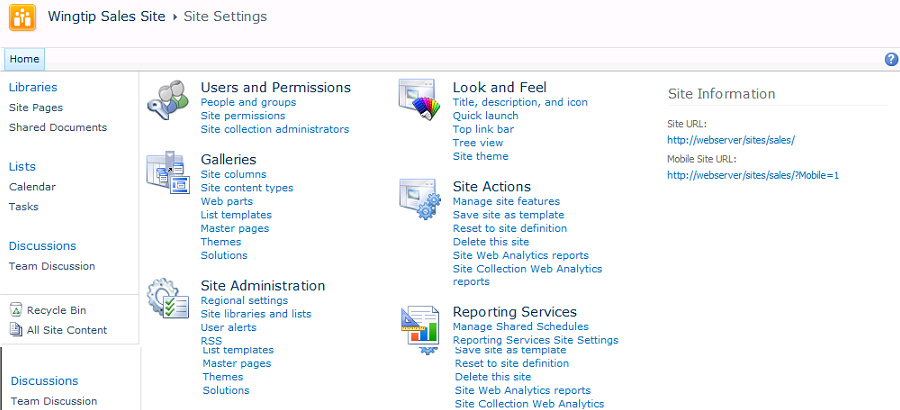 Wingtip Sales Site ▸ Site Settings
Home
Libraries
Site Pages
Shared Documents
Lists
Calendar
Tasks
Discussions
Team Discussion
Recycle Bin
All Site Content
Discussions
Team Discussion
Users and Permissions
People and groups
Site permissions
Site collection administrators
Galleries
Site columns
Site content types
Web parts
List templates
Master pages
Themes
Solutions
Site Administration
Regional settings
Site libraries and lists
User alerts
RSS
List templates
Master pages
Themes
Solutions
Look and Feel
Title, description, and icon
Quick launch
Top link bar
Tree view
Site theme
Site Actions
Manage site features
Save site as template
Reset to site definition
Delete this site
Site Web Analytics reports
Site Collection Web Analytics
reports
Reporting Services
Manage Shared Schedules
Reporting Services Site Settings
Save site as template
Reset to site definition
Delete this site
Site Web Analytics reports
Site Collection Web Analytics
Site Information
Site URL:
http://webserver/sites/sales/
Mobile Site URL:
http://webserver/sites/sales/?Mobile=1